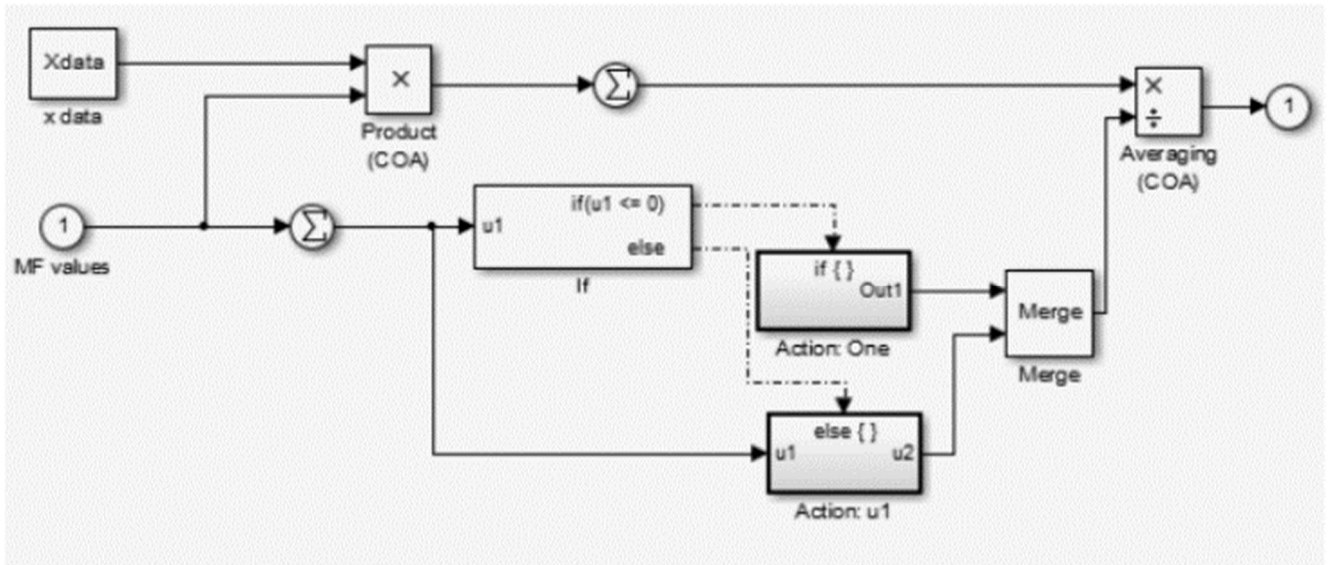 Xdata
x data
×
Product
(COA)
Σ
×
÷
Averaging
(COA)
1
1
MF values
Σ
u1
if(u1 <= 0)
else
If
if { }
Out1
Action: One
Merge
Merge
else { }
u1
u2
Action: u1